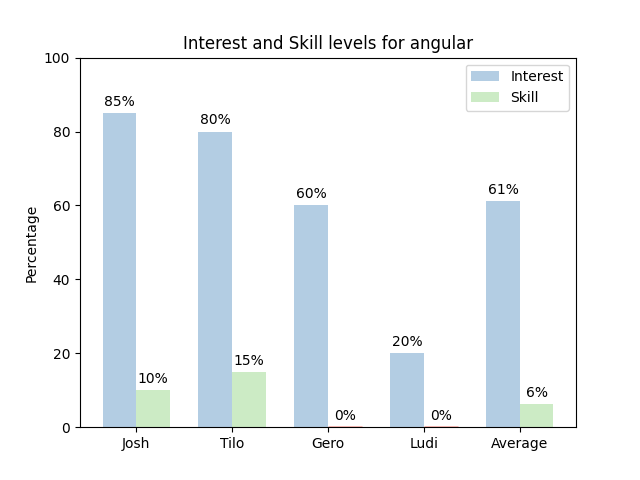 Interest and Skill levels for angular
100
80
60
40
20
0
Percentage
Interest
Skill
85%
10%
80%
15%
60%
0%
20%
0%
61%
6%
Josh
Tilo
Gero
Ludi
Average